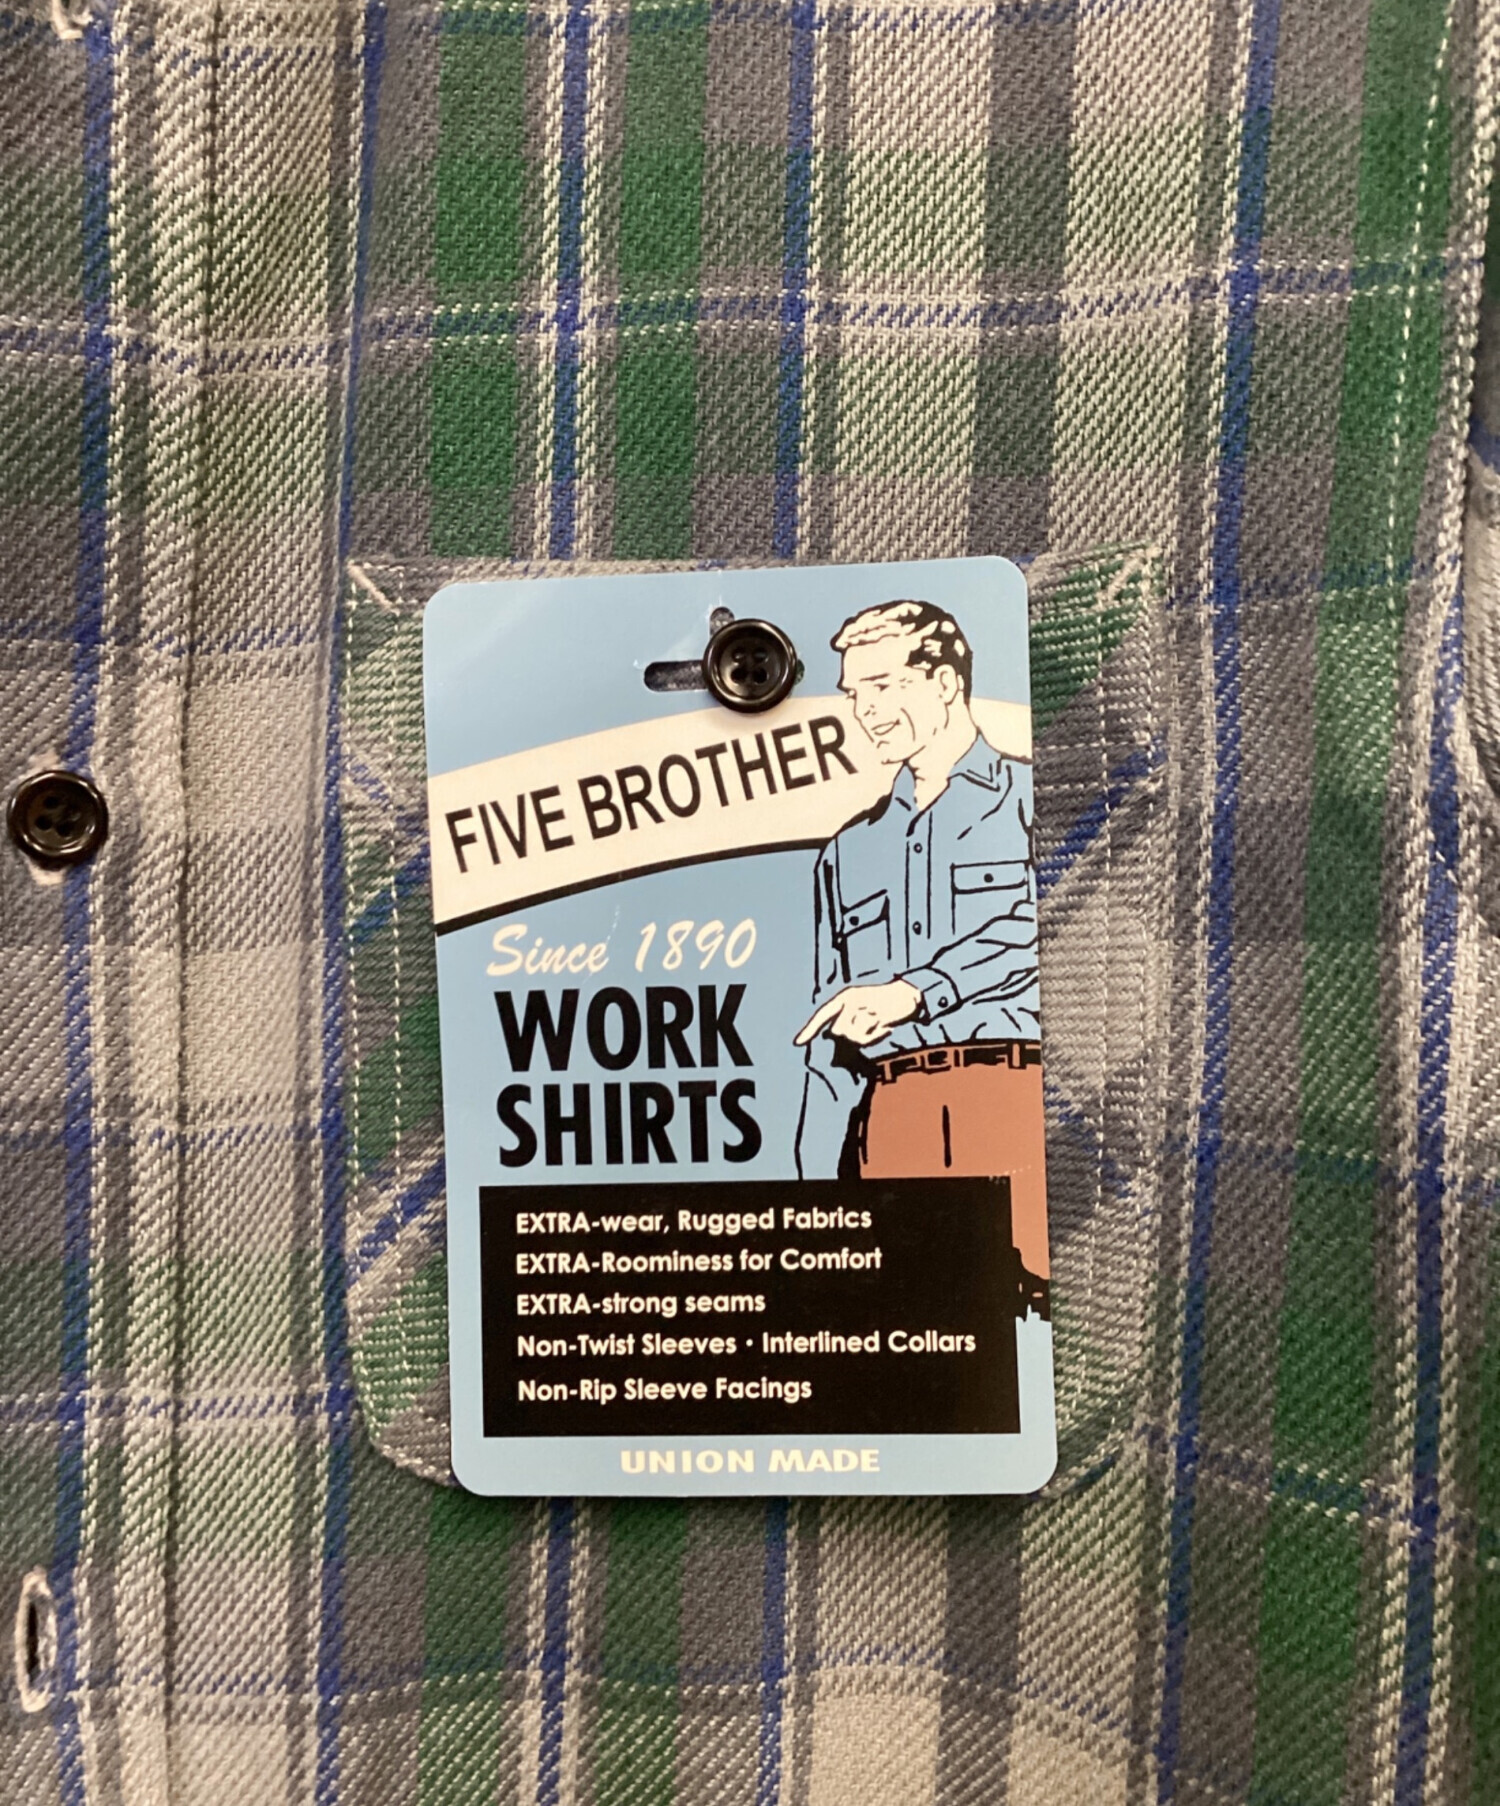 FIVE BROTHER
Since 1890
WORK
SHIRTS
EXTRA-wear, Rugged Fabrics
EXTRA-Roominess for Comfort
EXTRA-strong seams
Non-Twist Sleeves • Interlined Collars
Non-Rip Sleeve Facings
UNION MADE